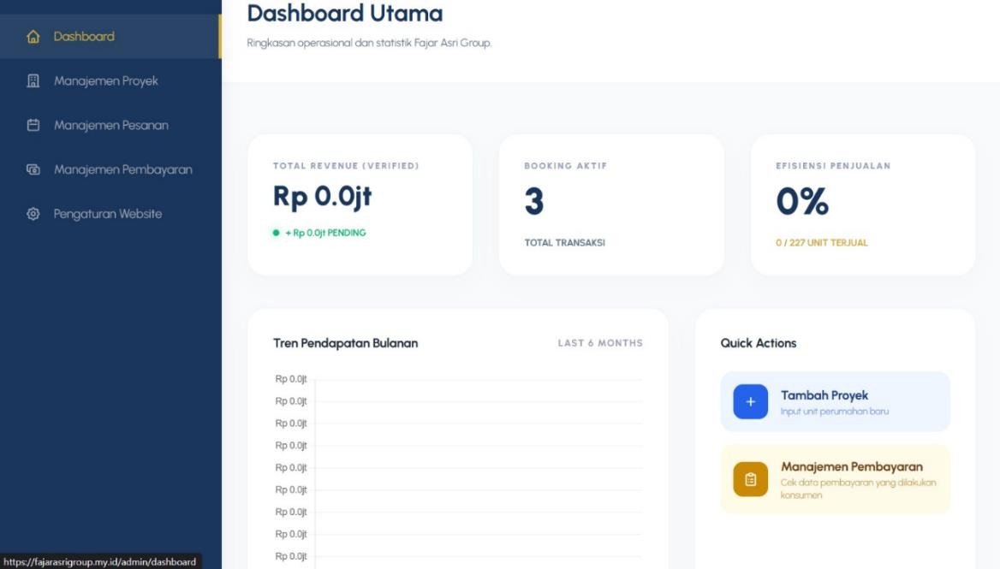 Dashboard
Manajemen Proyek
Manajemen Pesanan
Manajemen Pembayaran
Pengaturan Website
https://fajarasrigroup.my.id/admin/dashboard
Dashboard Utama
Ringkasan operasional dan statistik Fajar Asri Group.
TOTAL REVENUE (VERIFIED)
Rp 0.0jt
+ Rp 0.0jt PENDING
BOOKING AKTIF
3
TOTAL TRANSAKSI
EFISIENSI PENJUALAN
0%
0 / 227 UNIT TERJUAL
Tren Pendapatan Bulanan
LAST 6 MONTHS
Rp 0.0jt
Rp 0.0jt
Rp 0.0jt
Rp 0.0jt
Rp 0.0jt
Rp 0.0jt
Rp 0.0jt
Rp 0.0jt
Rp 0.0jt
Quick Actions
Tambah Proyek
Input unit perumahan baru
Manajemen Pembayaran
Cek data pembayaran yang dilakukan
konsumen